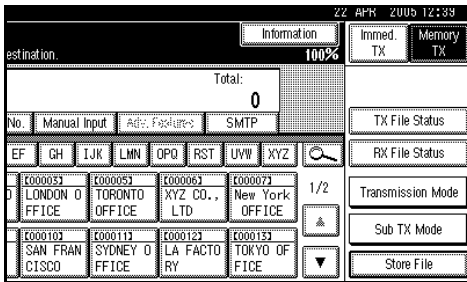 22 APR 2005 12:39
Information
Immed. TX
Memory TX
estination.
100%
Total:
0
No.
Manual Input
Adv. Features
SMTP
TX File Status
EF
GH
IJK
LMN
OPQ
RST
UVW
XYZ
RX File Status
[00003]
LONDON O
FFICE
[00005]
TORONTO
OFFICE
[00006]
XYZ CO.,
LTD
[00007]
New York
OFFICE
1/2
Transmission Mode
[00010]
SAN FRAN
CISCO
[00011]
SYDNEY O
FFICE
[00012]
LA FACTO
RY
[00013]
TOKYO OF
FICE
Sub TX Mode
Store File